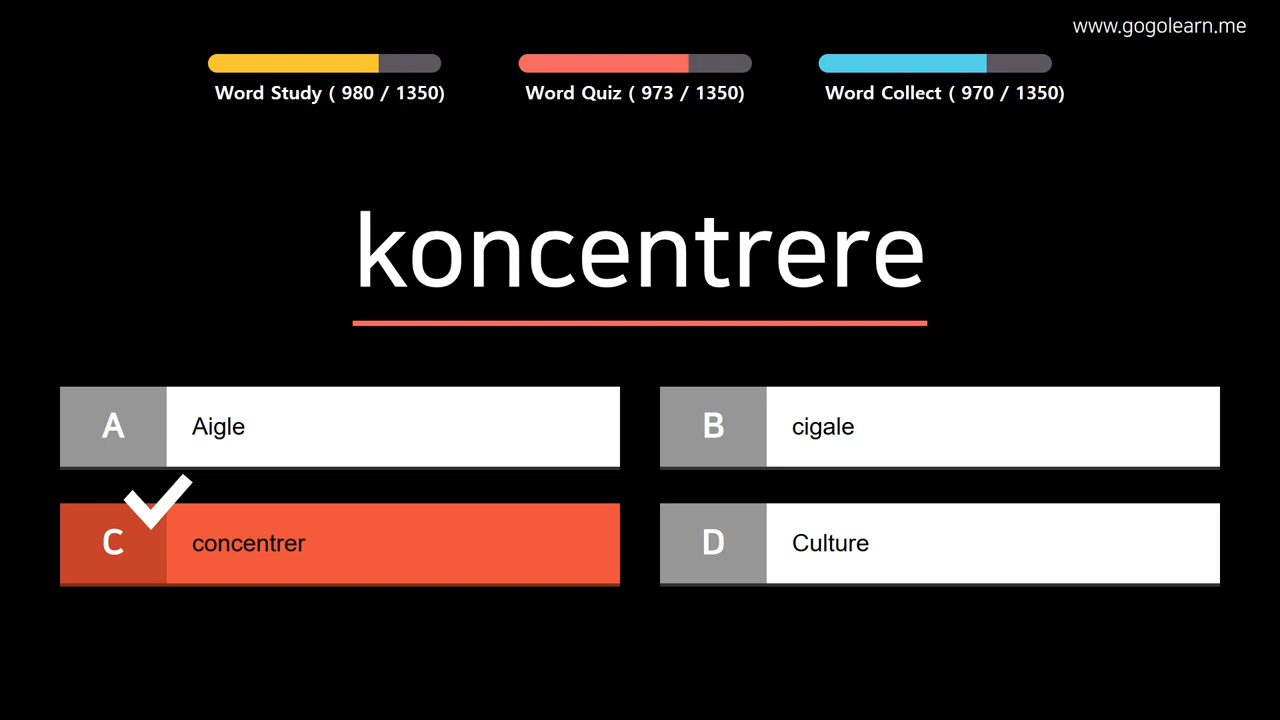 www.gogolearn.me
Word Study ( 980 / 1350)
Word Quiz ( 973 / 1350)
Word Collect ( 970 / 1350)
koncentrere
A Aigle
B cigale
C concentrer
D Culture